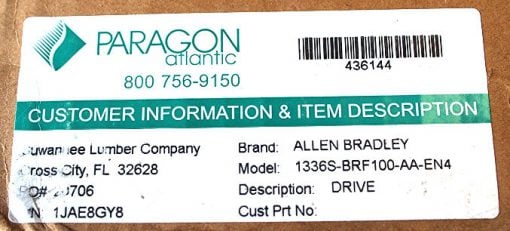 PARAGON
atlantic
800 756-9150
436144
CUSTOMER INFORMATION & ITEM DESCRIPTION
Lumber Company
Cross City, FL 32628
PO#
1JAE8GY8
Brand: ALLEN BRADLEY
Model: 1336S-BRF100-AA-EN4
Description: DRIVE
Cust Prt No: